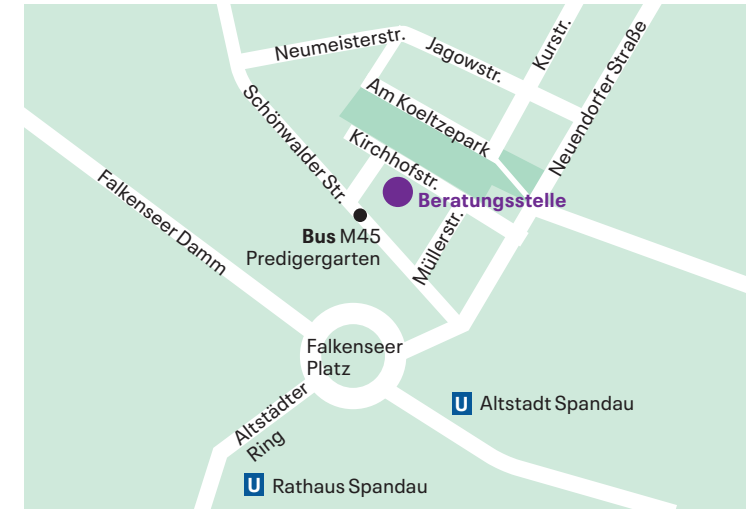 Neumeisterstr.
Jagowstr.
Kurstr.
Neuendorfer Straße
Am Koeltzepark
Schönwalder Str.
Kirchhofstr.
Beratungsstelle
Falkenseer Damm
Bus M45
Predigergarten
Müllerstr.
Falkenseer
Platz
Altstädter
Ring
U Altstadt Spandau
U Rathaus Spandau